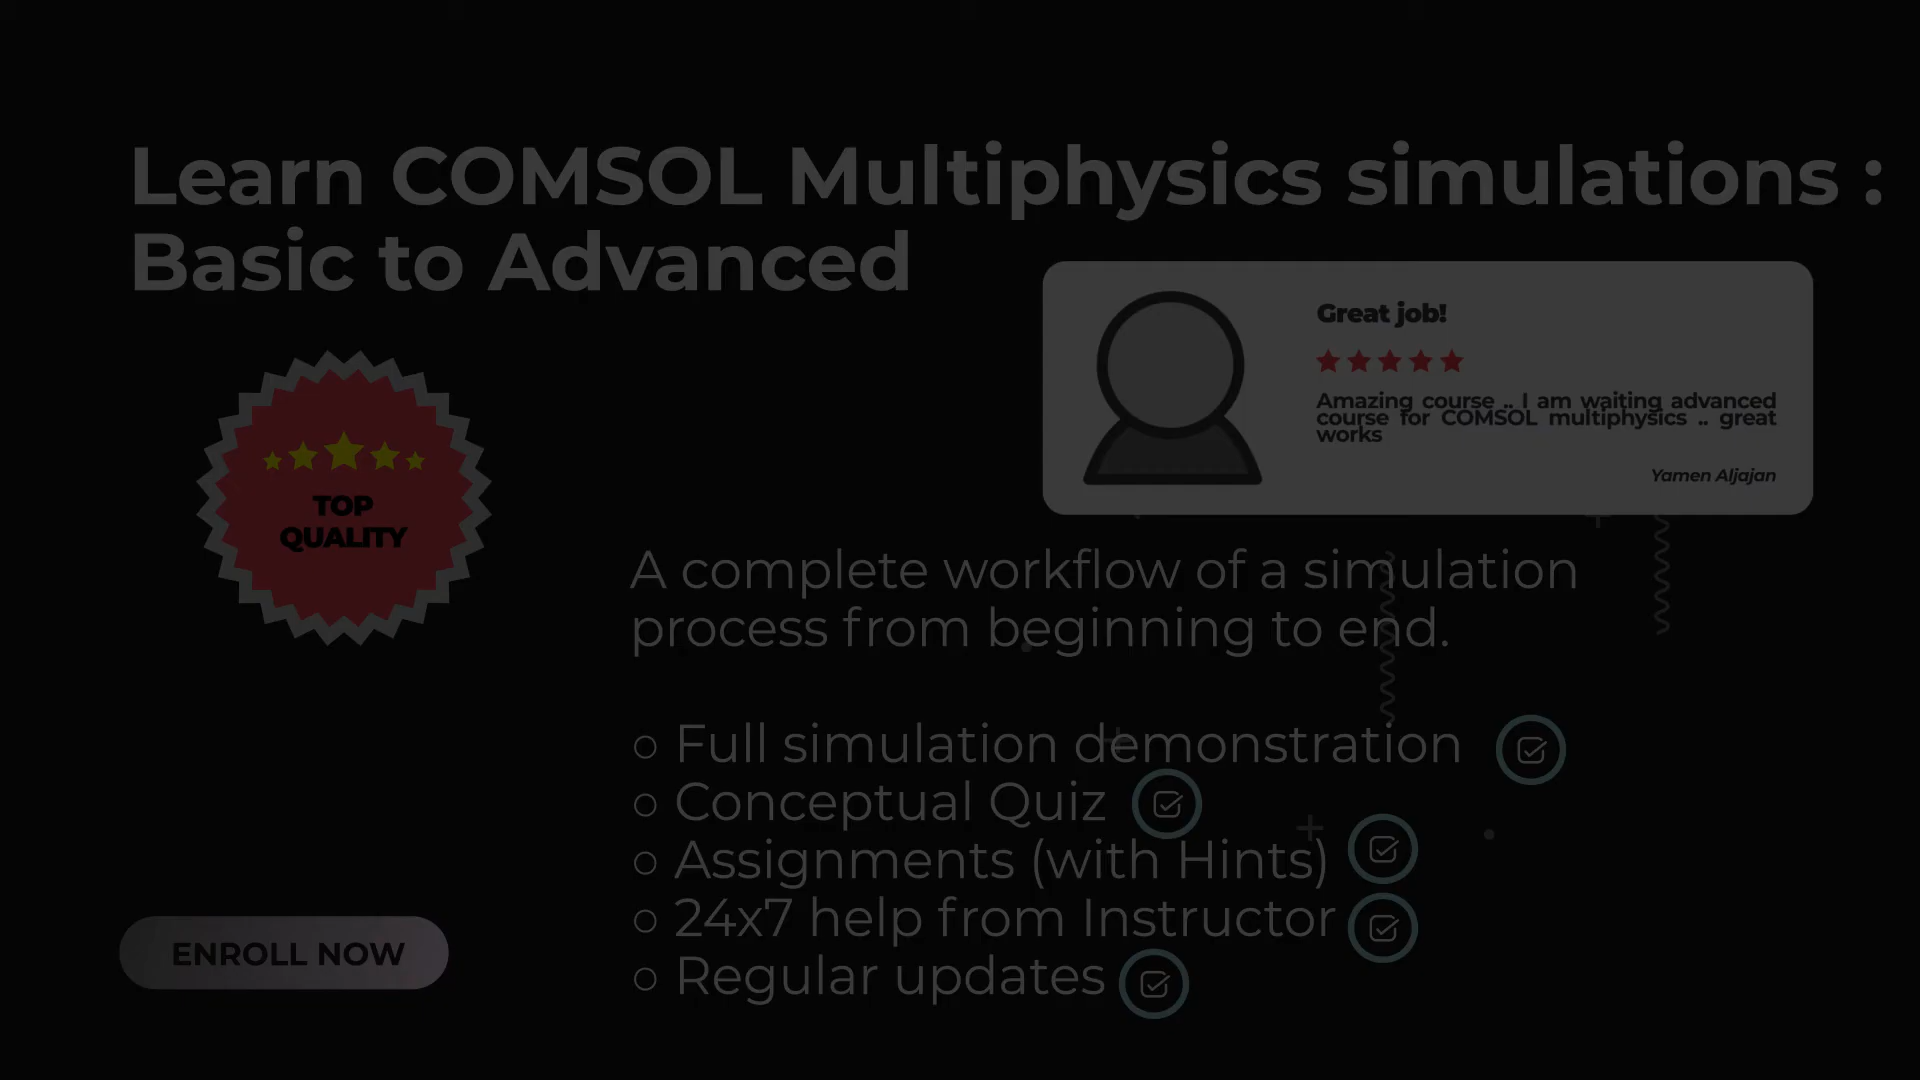 Learn COMSOL Multiphysics simulations :
Basic to Advanced
Great job!
Amazing course .. I am waiting advanced
course for COMSOL multiphysics .. great
works
Yamen Aljajan
TOP
QUALITY
A complete workflow of a simulation
process from beginning to end.
○ Full simulation demonstration
○ Conceptual Quiz
○ Assignments (with Hints)
○ 24x7 help from Instructor
○ Regular updates
ENROLL NOW